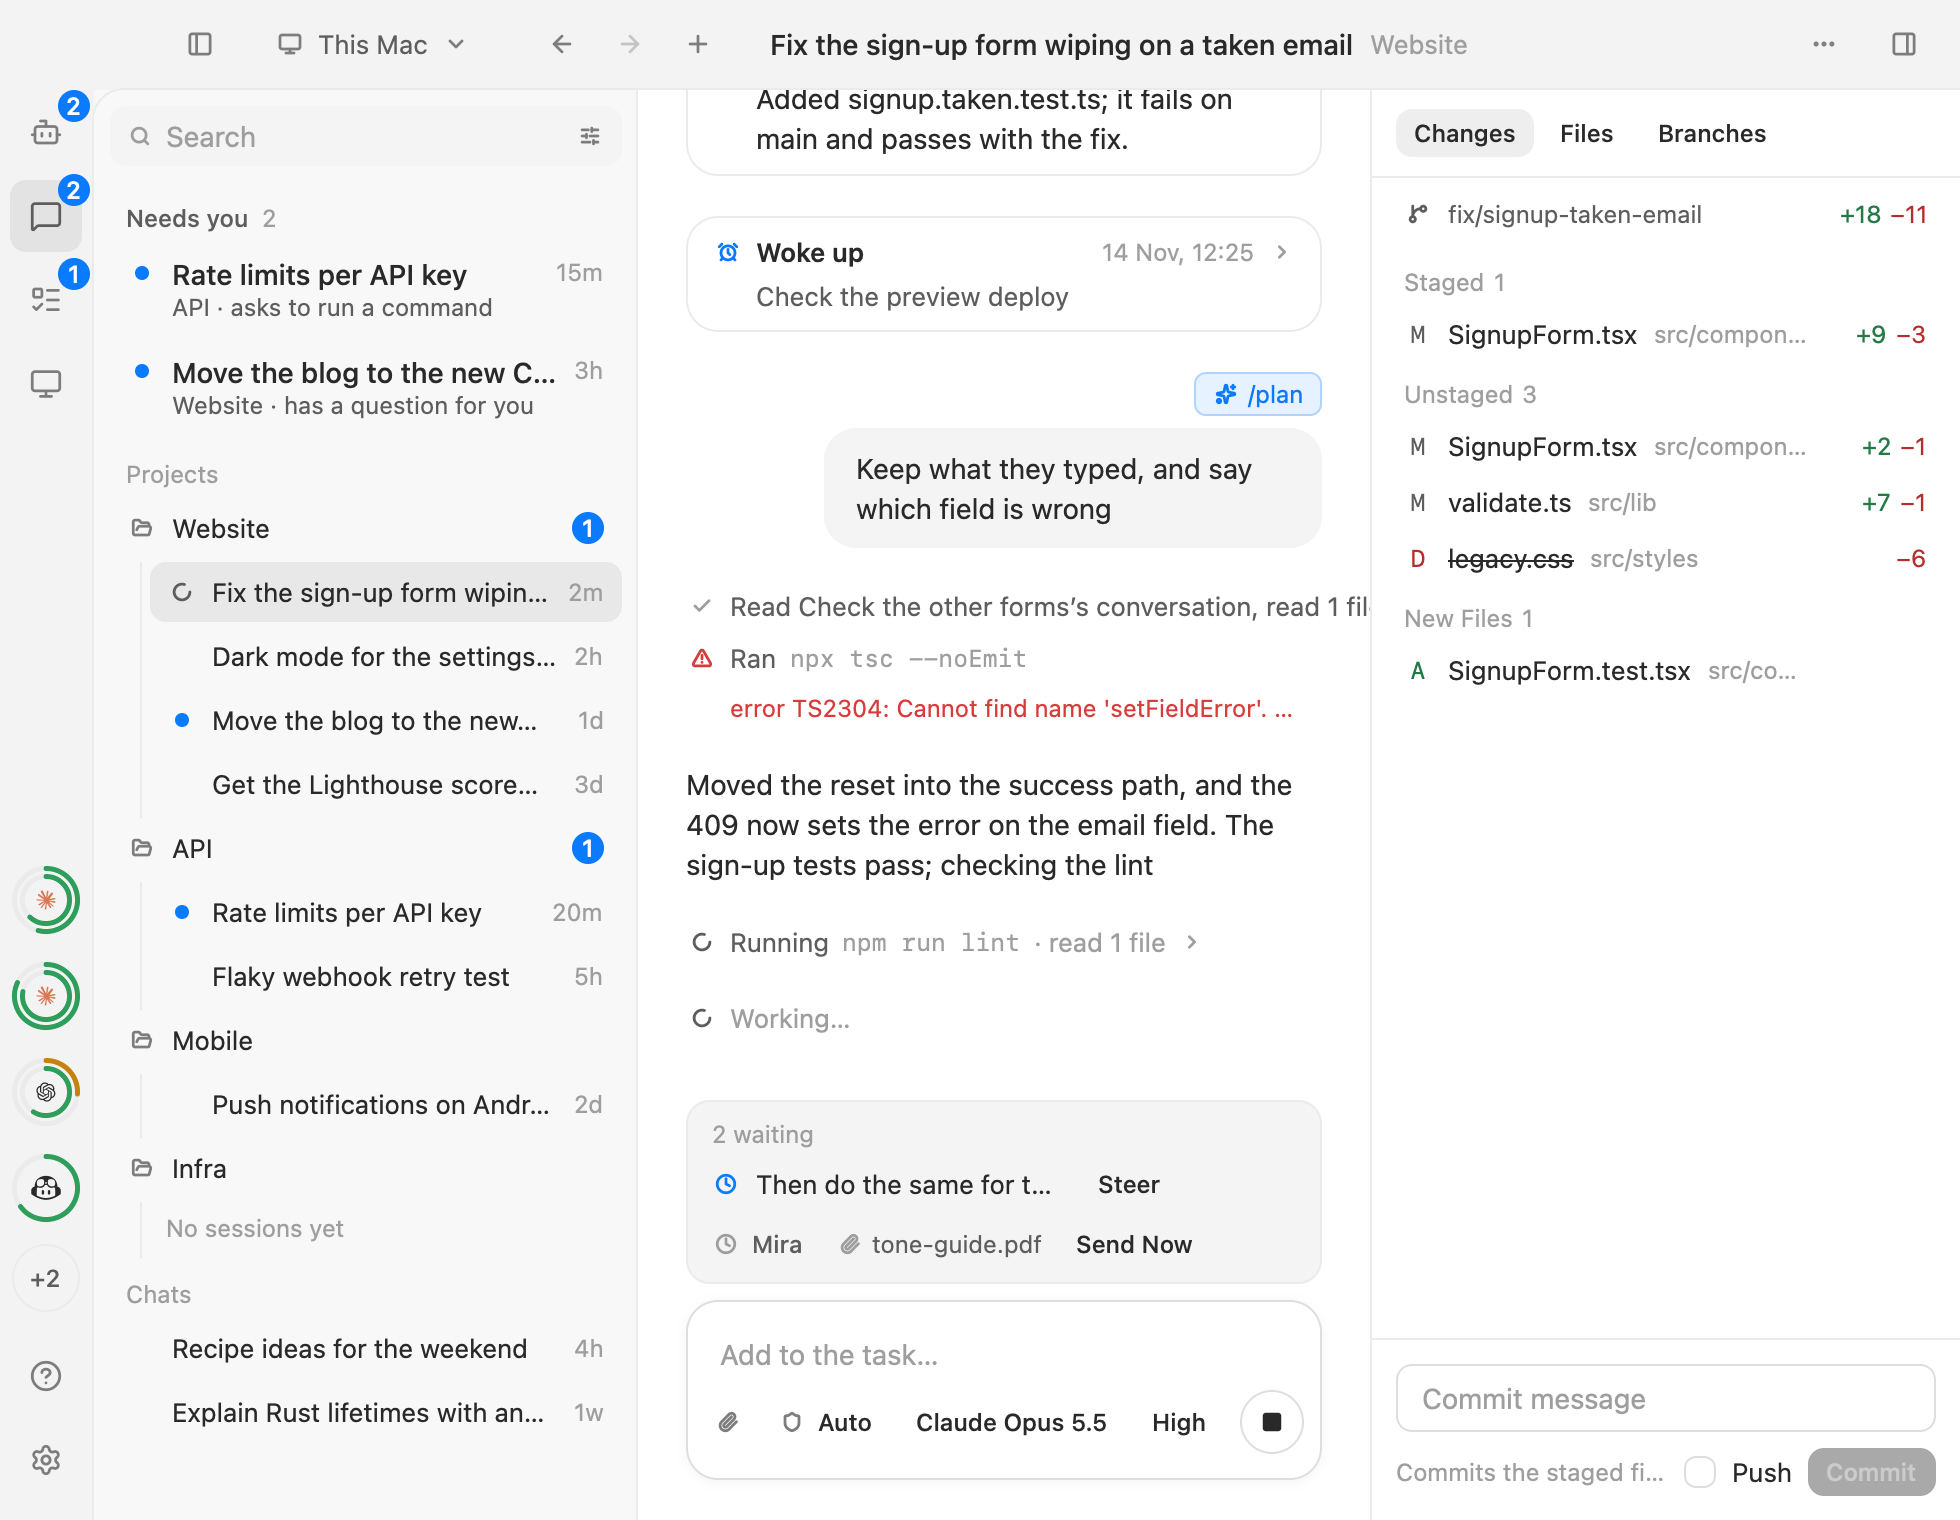 This Mac
Fix the sign-up form wiping on a taken email Website
2
2
1
+2
Search
Needs you 2
Rate limits per API key 15m
API · asks to run a command
Move the blog to the new C... 3h
Website · has a question for you
Projects
Website 1
Fix the sign-up form wipin... 2m
Dark mode for the settings... 2h
Move the blog to the new... 1d
Get the Lighthouse score... 3d
API 1
Rate limits per API key 20m
Flaky webhook retry test 5h
Mobile
Push notifications on Andr... 2d
Infra
No sessions yet
Chats
Recipe ideas for the weekend 4h
Explain Rust lifetimes with an... 1w
Added signup.taken.test.ts; it fails on
main and passes with the fix.
Woke up 14 Nov, 12:25
Check the preview deploy
/plan
Keep what they typed, and say
which field is wrong
Read Check the other forms’s conversation, read 1 fil
Ran npx tsc --noEmit
error TS2304: Cannot find name 'setFieldError'. ...
Moved the reset into the success path, and the
409 now sets the error on the email field. The
sign-up tests pass; checking the lint
Running npm run lint · read 1 file
Working...
2 waiting
Then do the same for t... Steer
Mira tone-guide.pdf Send Now
Add to the task...
Auto Claude Opus 5.5 High
Changes Files Branches
fix/signup-taken-email +18 −11
Staged 1
M SignupForm.tsx src/compon... +9 −3
Unstaged 3
M SignupForm.tsx src/compon... +2 −1
M validate.ts src/lib +7 −1
D legacy.css src/styles −6
New Files 1
A SignupForm.test.tsx src/co...
Commit message
Commits the staged fi... Push Commit